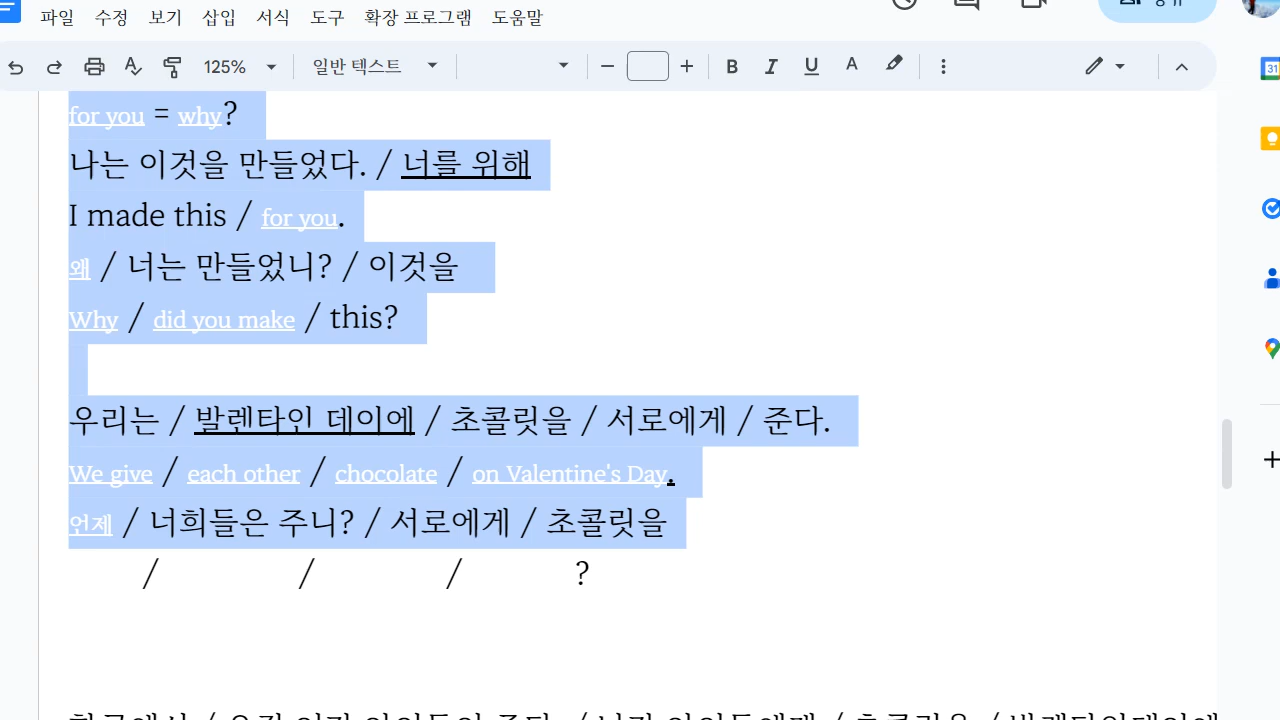 파일 수정 보기 삽입 서식 도구 확장 프로그램 도움말
125% 일반 텍스트 B I U A
31
for you = why?
나는 이것을 만들었다. / 너를 위해
I made this / for you.
왜 / 너는 만들었니? / 이것을
Why / did you make / this?
우리는 / 발렌타인 데이에 / 초콜릿을 / 서로에게 / 준다.
We give / each other / chocolate / on Valentine's Day.
언제 / 너희들은 주니? / 서로에게 / 초콜릿을
/ / / ?